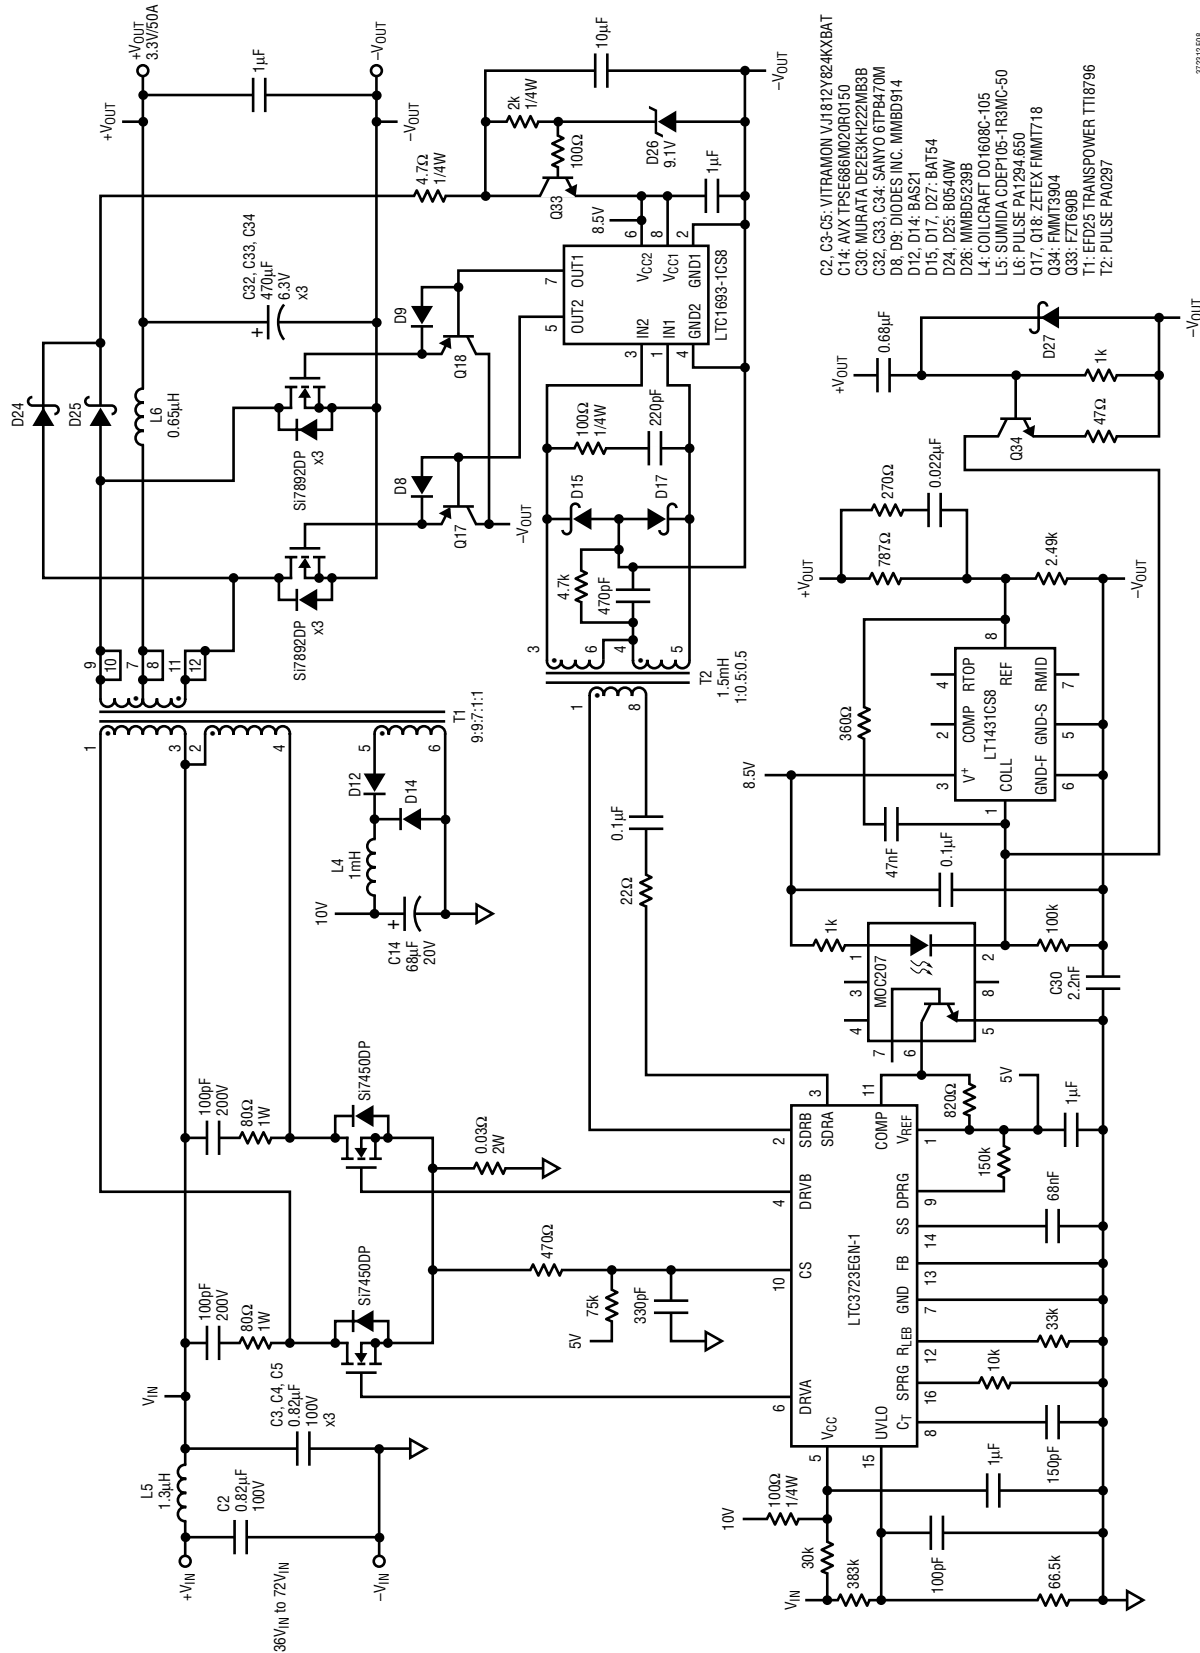 L5
1.3µH
+VIN
C2
0.82µF
100V
36VIN to 72VIN
−VIN
VIN
C3, C4, C5
0.82µF
100V
x3
100pF
200V
80Ω
1W
Si7450DP
100pF
200V
80Ω
1W
Si7450DP
0.03Ω
2W
470Ω
75k
5V
330pF
10V
C14
68µF
20V
L4
1mH
D12
D14
1
3
2
4
5
6
T1
9:9:7:1:1
9
10
7
8
11
12
D24
D25
L6
0.65µH
Si7892DP
x3
Si7892DP
x3
C32, C33, C34
470µF
6.3V
x3
+VOUT
+VOUT
3.3V/50A
1µF
−VOUT
−VOUT
D8
Q17
−VOUT
D9
Q18
4.7Ω
1/4W
2k
1/4W
10µF
100Ω
Q33
D26
9.1V
1µF
−VOUT
8.5V
7
5
6
8
2
3
1
4
OUT1
OUT2
VCC2
VCC1
GND1
IN2
IN1
GND2
LTC1693-1CS8
100Ω
1/4W
220pF
D15
D17
4.7k
470pF
3
6
4
5
1
8
T2
1.5mH
1:0.5:0.5
0.1µF
22Ω
VIN
30k
383k
66.5k
10V
100Ω
1/4W
100pF
1µF
150pF
10k
33k
68nF
150k
820Ω
5V
1µF
LTC3723EGN-1
6
DRVA
10
CS
4
DRVB
2
SDRB
3
SDRA
5
VCC
15
UVLO
11
COMP
8
CT
16
SPRG
12
RLEB
7
GND
13
FB
14
SS
9
DPRG
1
VREF
MOC207
1
3
4
7
6
2
8
5
1k
100k
C30
2.2nF
47nF
0.1µF
8.5V
360Ω
3
V+
2
COMP
4
RTOP
LT1431CS8
1
COLL
8
REF
6
GND-F
5
GND-S
7
RMID
+VOUT
787Ω
270Ω
0.022µF
2.49k
−VOUT
+VOUT
0.68µF
Q34
47Ω
1k
D27
−VOUT
C2, C3-C5: VITRAMON VJ1812Y824KXBAT
C14: AVX TPSE686M020R0150
C30: MURATA DE2E3KH222MB3B
C32, C33, C34: SANYO 6TPB470M
D8, D9: DIODES INC. MMBD914
D12, D14: BAS21
D15, D17, D27: BAT54
D24, D25: B0540W
D26: MMBD5239B
L4: COILCRAFT DO1608C-105
L5: SUMIDA CDEP105-1R3MC-50
L6: PULSE PA1294.650
Q17, Q18: ZETEX FMMT718
Q34: FMMT3904
Q33: FZT690B
T1: EFD25 TRANSPOWER TTI8796
T2: PULSE PA0297